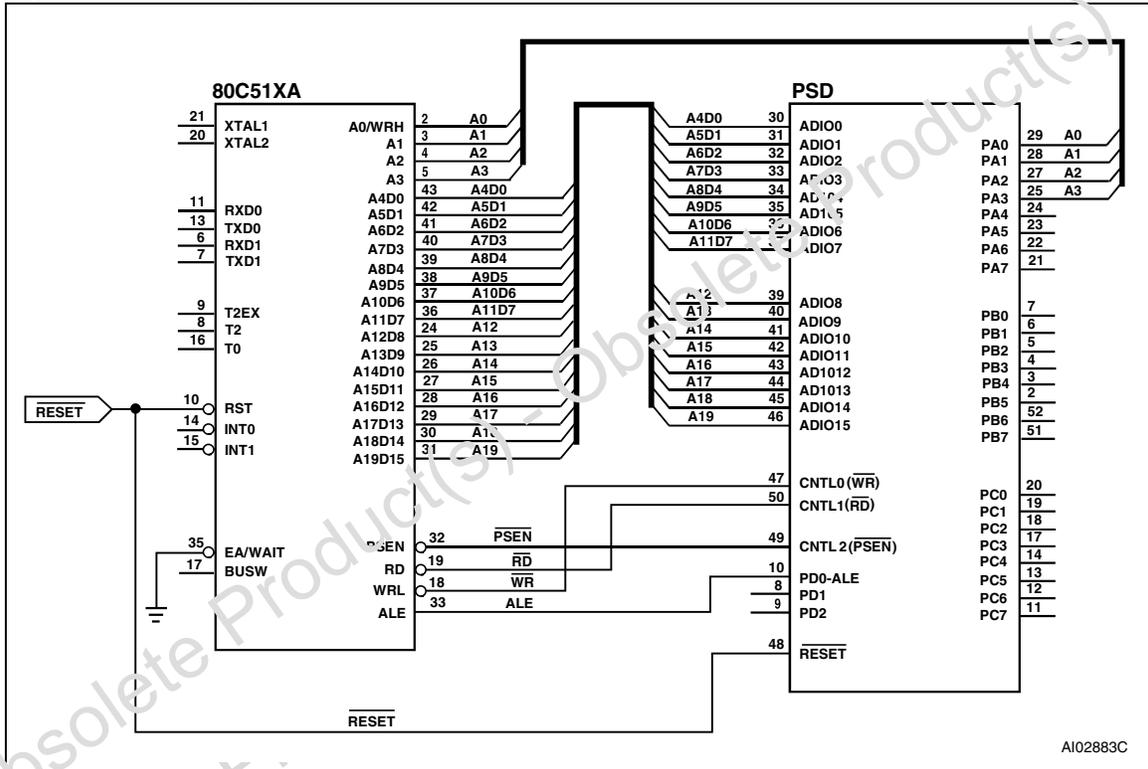 80C51XA
PSD
21 XTAL1
20 XTAL2
11 RXD0
13 TXD0
6 RXD1
7 TXD1
9 T2EX
8 T2
16 T0
RESET
10 RST
14 INT0
15 INT1
35 EA/WAIT
17 BUSW
A0/WRH 2 A0
A1 3 A1
A2 4 A2
A3 5 A3
A4D0 43 A4D0
A5D1 42 A5D1
A6D2 41 A6D2
A7D3 40 A7D3
A8D4 39 A8D4
A9D5 38 A9D5
A10D6 37 A10D6
A11D7 36 A11D7
A12D8 24 A12
A13D9 25 A13
A14D10 26 A14
A15D11 27 A15
A16D12 28 A16
A17D13 29 A17
A18D14 30 A18
A19D15 31 A19
PSEN 32 PSEN
RD 19 RD
WRL 18 WR
ALE 33 ALE
A4D0 30 ADIO0
A5D1 31 ADIO1
A6D2 32 ADIO2
A7D3 33 ADIO3
A8D4 34
A9D5 35 AD105
A10D6 ADIO6
A11D7 ADIO7
A12 39 ADIO8
A13 40 ADIO9
A14 41 ADIO10
A15 42 ADIO11
A16 43 AD1012
A17 44 AD1013
A18 45 ADIO14
A19 46 ADIO15
47 CNTL0(WR)
50 CNTL1(RD)
49 CNTL 2(PSEN)
10 PD0-ALE
8 PD1
9 PD2
48 RESET
PA0 29 A0
PA1 28 A1
PA2 27 A2
PA3 25 A3
PA4 24
PA5 23
PA6 22
PA7 21
PB0 7
PB1 6
PB2 5
PB3 4
PB4 3
PB5 2
PB6 52
PB7 51
PC0 20
PC1 19
PC2 18
PC3 17
PC4 14
PC5 13
PC6 12
PC7 11
RESET
AI02883C
Obsolete Product(s) - Obsolete Product(s)